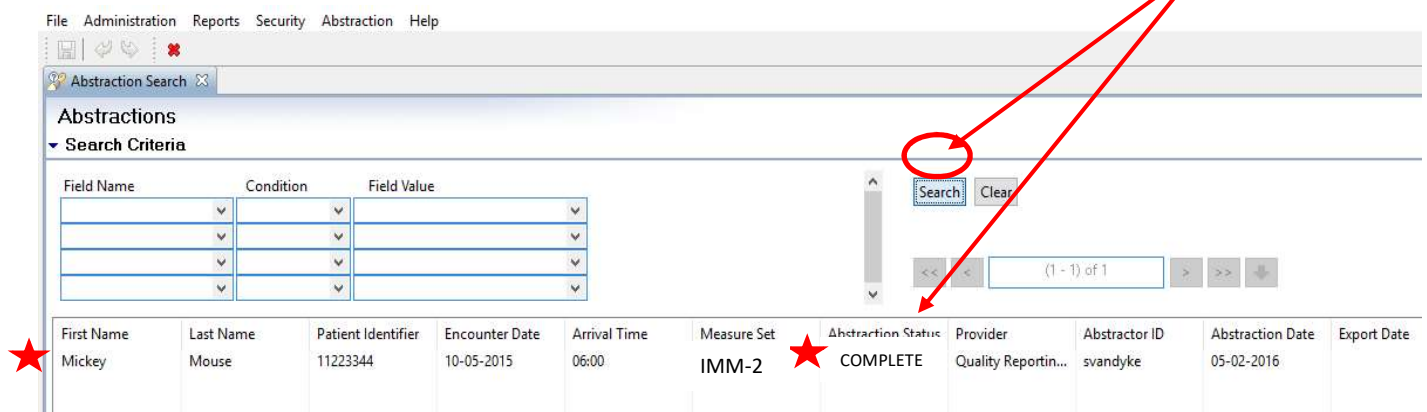 File Administration Reports Security Abstraction Help
Abstraction Search
Abstractions
Search Criteria
Field Name Condition Field Value
Search Clear
<< < (1 - 1) of 1 > >>
First Name Last Name Patient Identifier Encounter Date Arrival Time Measure Set Abstraction Status Provider Abstractor ID Abstraction Date Export Date
Mickey Mouse 11223344 10-05-2015 06:00 IMM-2 COMPLETE Quality Reportin... svandyke 05-02-2016